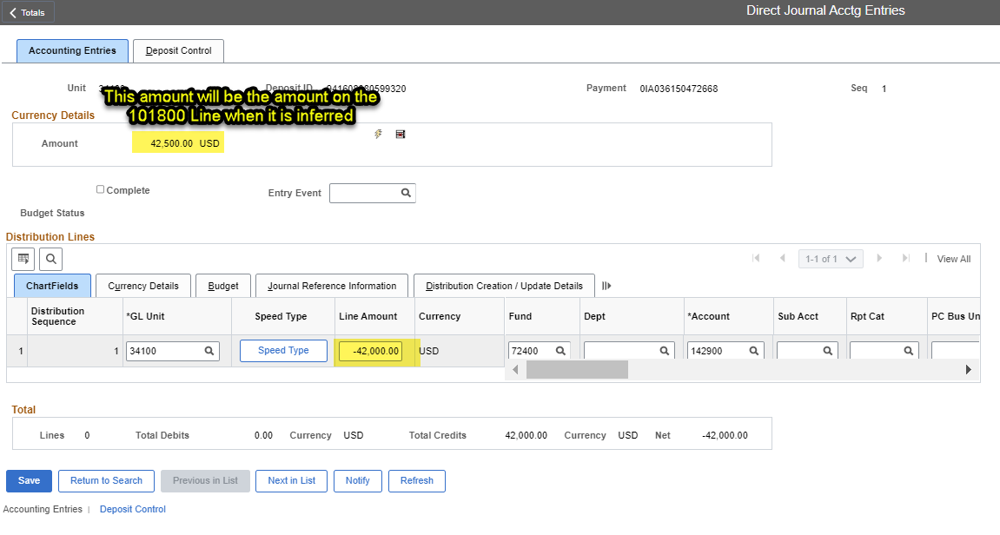 Totals
Direct Journal Acctg Entries
Accounting Entries Deposit Control
Unit Deposit ID Payment 0IA036150472668 Seq 1
This amount will be the amount on the
101800 Line when it is inferred
Currency Details
Amount 42,500.00 USD
Complete Entry Event
Budget Status
Distribution Lines
1-1 of 1 | View All
ChartFields Currency Details Budget Journal Reference Information Distribution Creation / Update Details
Distribution Sequence *GL Unit Speed Type Line Amount Currency Fund Dept *Account Sub Acct Rpt Cat PC Bus Un
1 1 34100 Speed Type -42,000.00 USD 72400 142900
Total
Lines 0 Total Debits 0.00 Currency USD Total Credits 42,000.00 Currency USD Net -42,000.00
Save Return to Search Previous in List Next in List Notify Refresh
Accounting Entries | Deposit Control